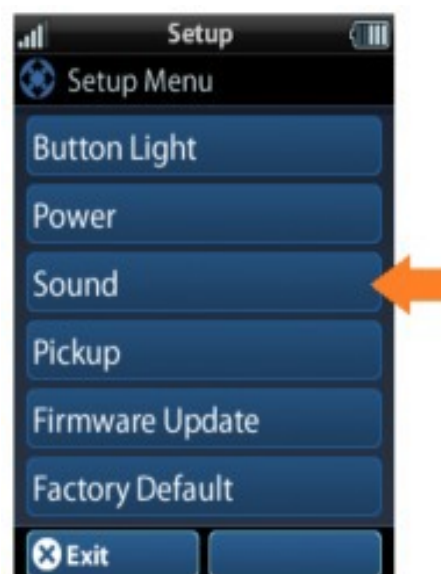 Setup
Setup Menu
Button Light
Power
Sound
Pickup
Firmware Update
Factory Default
Exit